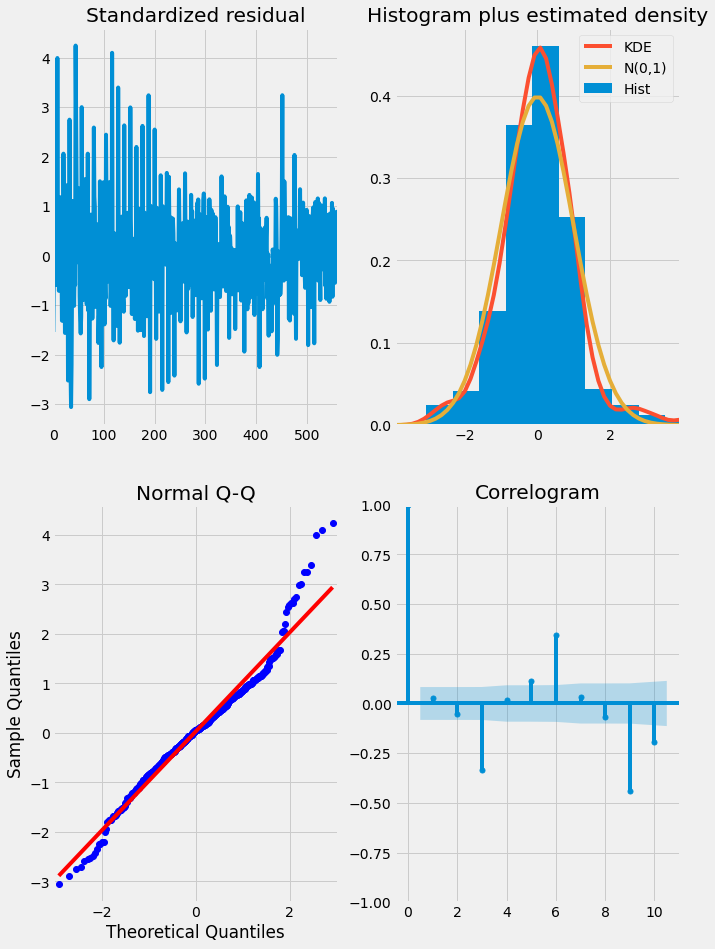 Standardized residual
4
3
2
1
0
−1
−2
−3
0 100 200 300 400 500
Histogram plus estimated density
KDE
N(0,1)
Hist
0.4
0.3
0.2
0.1
0.0
−2 0 2
Normal Q-Q
Sample Quantiles
4
3
2
1
0
−1
−2
−3
−2 0 2
Theoretical Quantiles
Correlogram
1.00
0.75
0.50
0.25
0.00
−0.25
−0.50
−0.75
−1.00
0 2 4 6 8 10